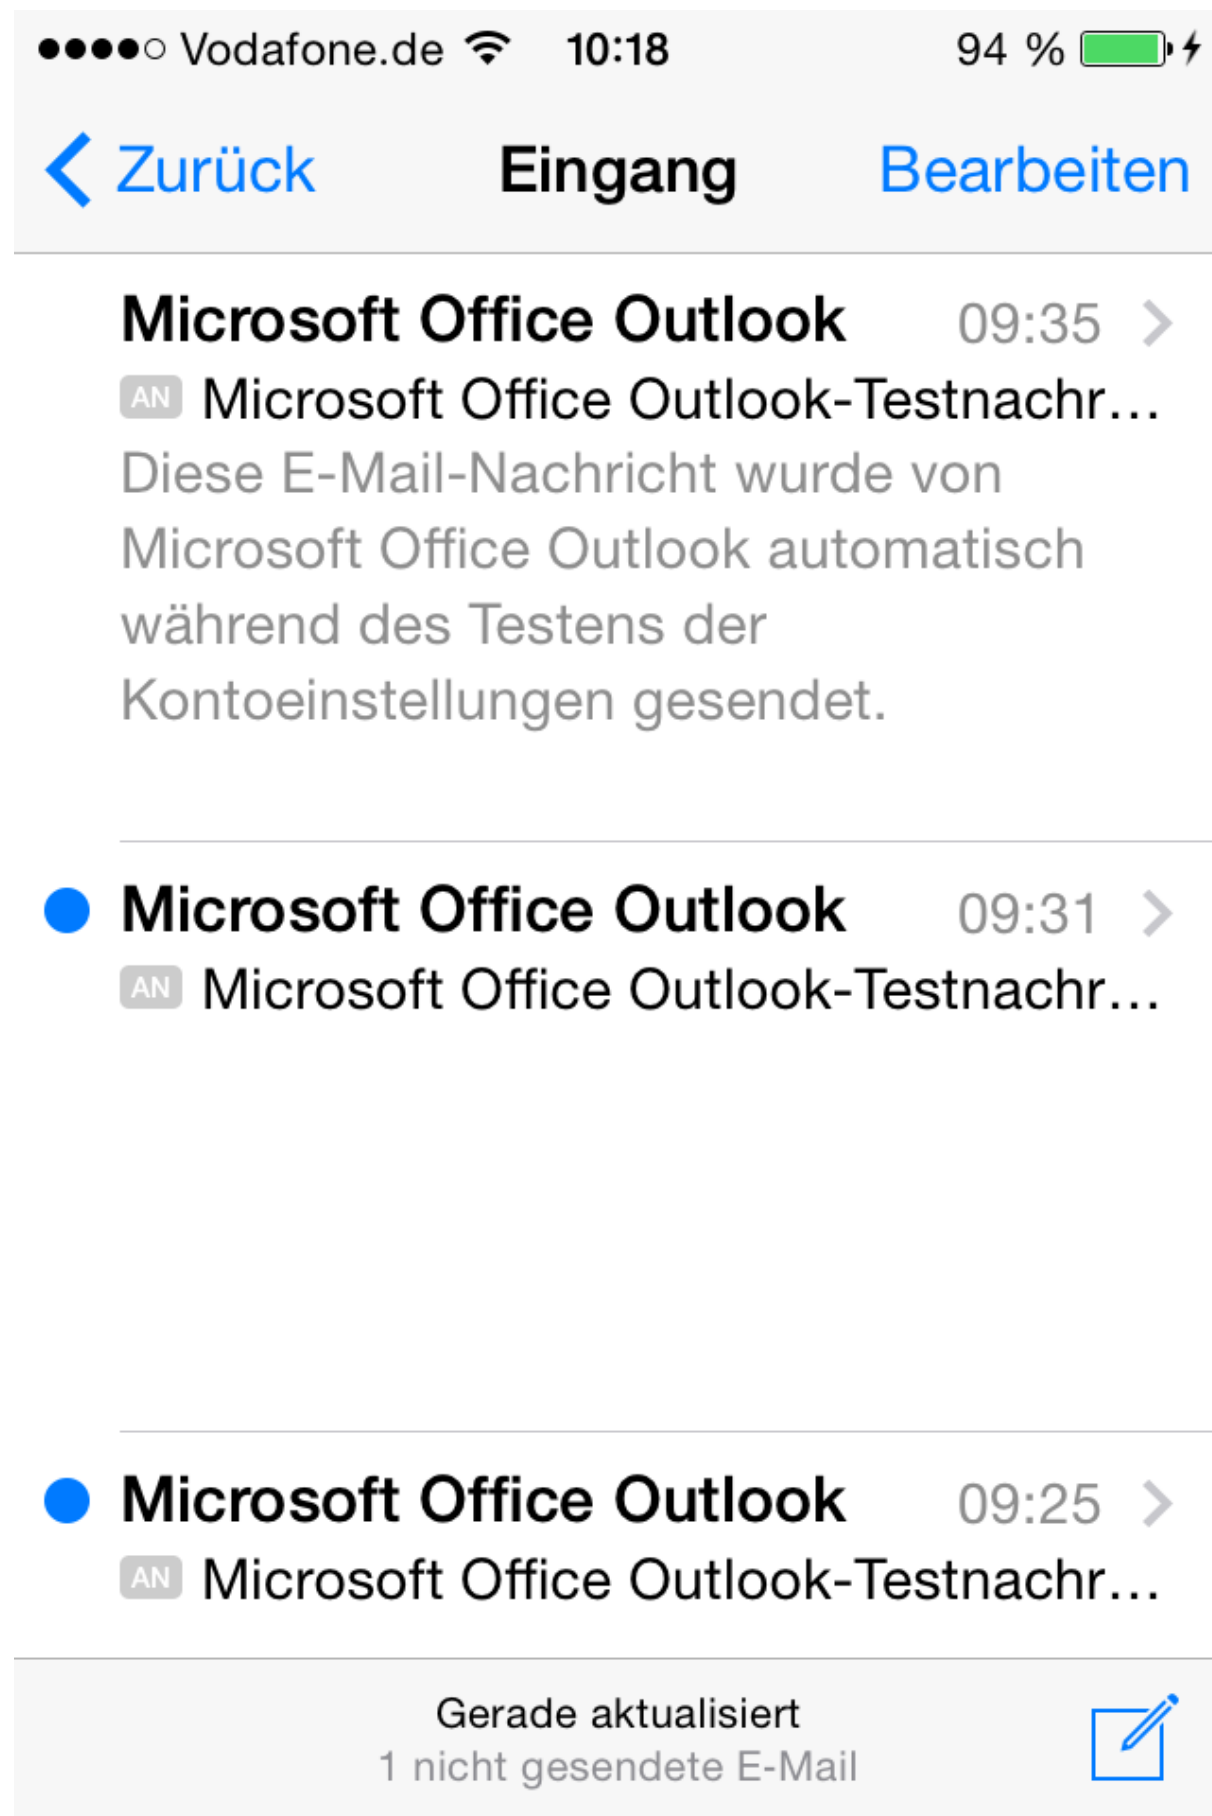 Vodafone.de 10:18 94 %
Zurück Eingang Bearbeiten
Microsoft Office Outlook 09:35
AN Microsoft Office Outlook-Testnachr...
Diese E-Mail-Nachricht wurde von
Microsoft Office Outlook automatisch
während des Testens der
Kontoeinstellungen gesendet.
Microsoft Office Outlook 09:31
AN Microsoft Office Outlook-Testnachr...
Microsoft Office Outlook 09:25
AN Microsoft Office Outlook-Testnachr...
Gerade aktualisiert
1 nicht gesendete E-Mail